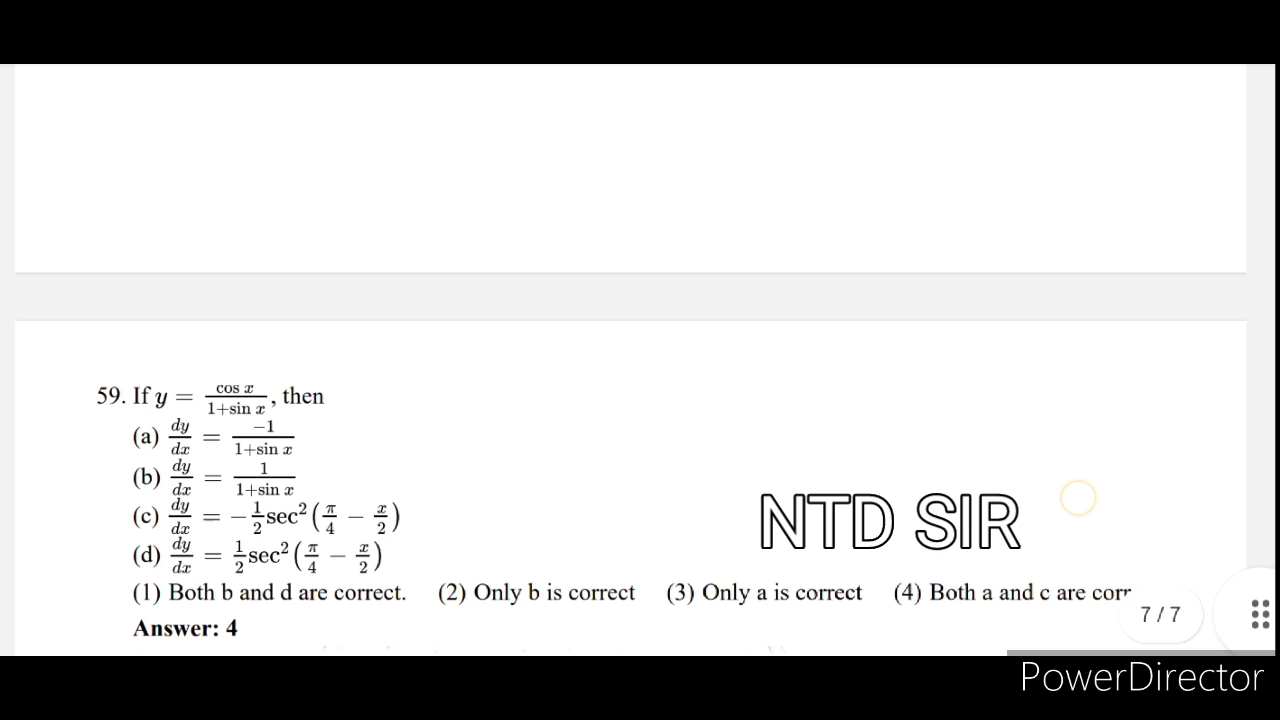 59. If y = cos x / 1+sin x , then
(a) dy/dx = −1 / 1+sin x
(b) dy/dx = 1 / 1+sin x
(c) dy/dx = −1/2 sec² (π/4 − x/2)
(d) dy/dx = 1/2 sec² (π/4 − x/2)
NTD SIR
(1) Both b and d are correct. (2) Only b is correct (3) Only a is correct (4) Both a and c are corr
7 / 7
Answer: 4
PowerDirector